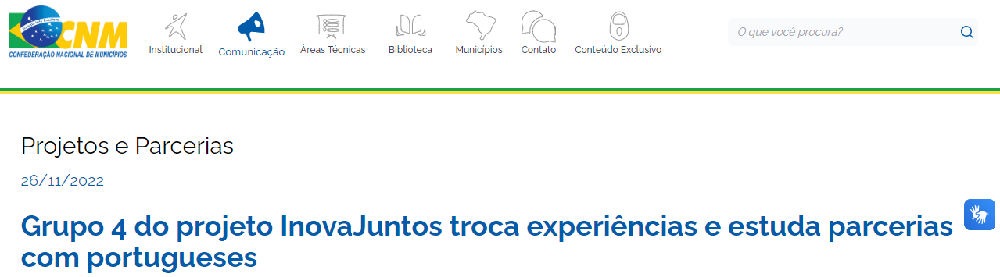 CNM
CONFEDERAÇÃO NACIONAL DE MUNICÍPIOS
Institucional
Comunicação
Áreas Técnicas
Biblioteca
Municípios
Contato
Conteúdo Exclusivo
O que você procura?
Projetos e Parcerias
26/11/2022
Grupo 4 do projeto InovaJuntos troca experiências e estuda parcerias
com portugueses